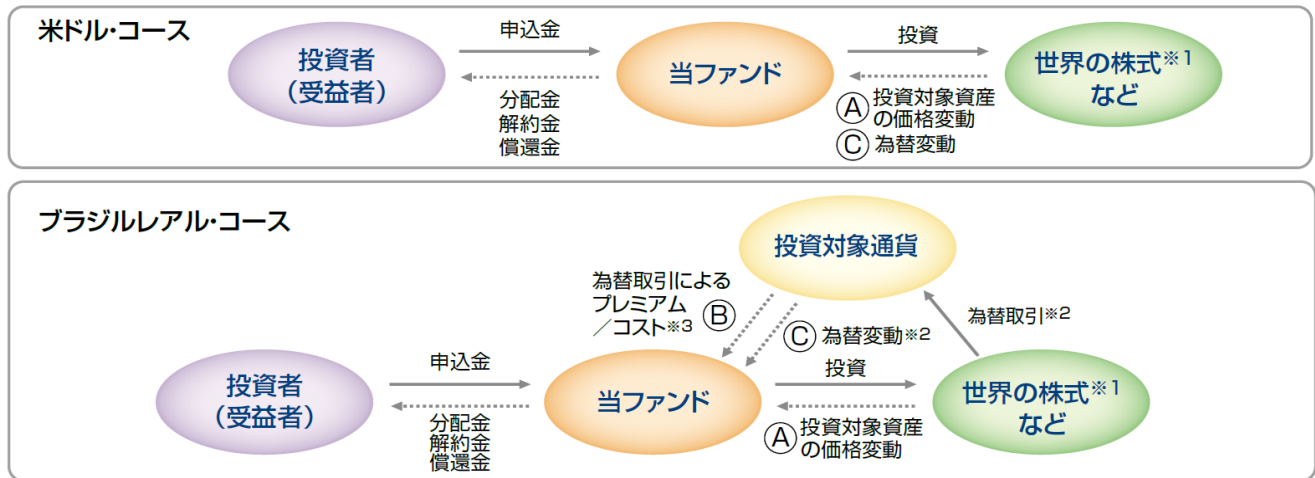 米ドル・コース
投資者
(受益者)
申込金
分配金
解約金
償還金
当ファンド
投資
Ⓐ 投資対象資産
の価格変動
Ⓒ 為替変動
世界の株式※1
など
ブラジルレアル・コース
投資対象通貨
為替取引による
プレミアム
／コスト※3 Ⓑ
Ⓒ 為替変動※2
為替取引※2
投資者
(受益者)
申込金
分配金
解約金
償還金
当ファンド
投資
Ⓐ 投資対象資産
の価格変動
世界の株式※1
など